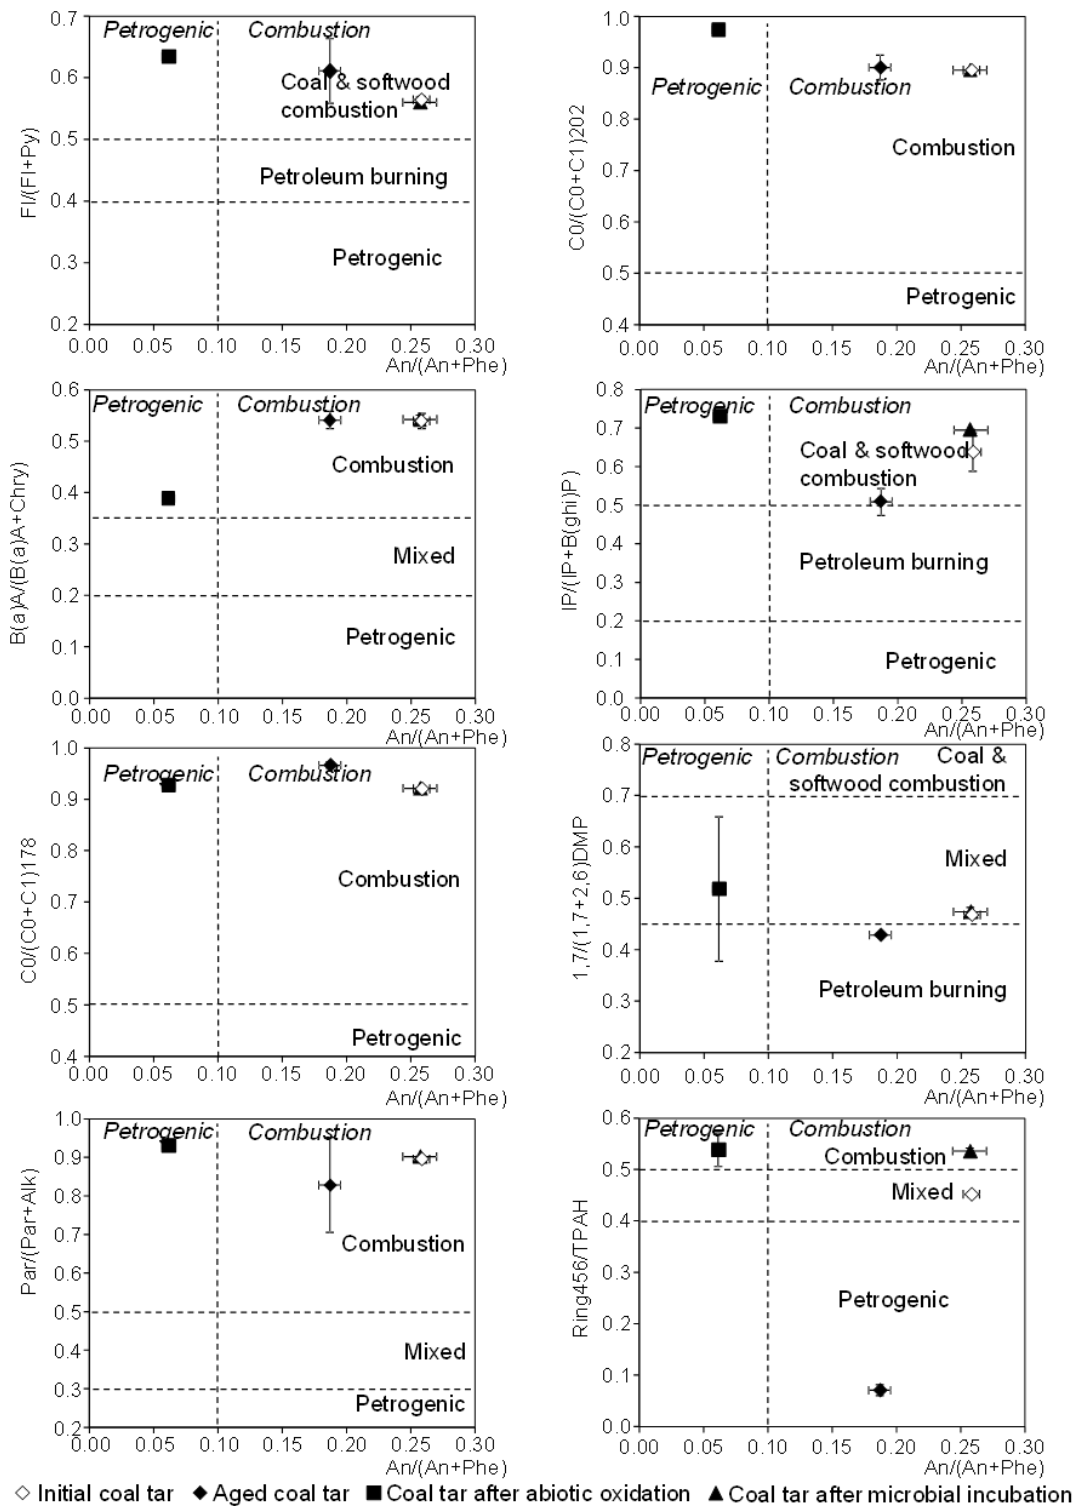 0.7
Petrogenic Combustion
0.6
Coal & softwood
combustion
0.5
Petroleum burning
0.4
0.3
Petrogenic
0.2
Fl/(Fl+Py)
0.00 0.05 0.10 0.15 0.20 0.25 0.30
An/(An+Phe)
1.0
0.9
Petrogenic Combustion
0.8
Combustion
0.7
0.6
0.5
Petrogenic
0.4
C0/(C0+C1)202
0.00 0.05 0.10 0.15 0.20 0.25 0.30
An/(An+Phe)
0.6
Petrogenic Combustion
0.5
Combustion
0.4
0.3
Mixed
0.2
Petrogenic
0.1
0.0
B(a)A/(B(a)A+Chry)
0.00 0.05 0.10 0.15 0.20 0.25 0.30
An/(An+Phe)
0.8
Petrogenic Combustion
0.7
Coal & softwood
0.6
combustion
0.5
0.4
Petroleum burning
0.3
0.2
0.1
Petrogenic
0.0
IP/(IP+B(ghi)P)
0.00 0.05 0.10 0.15 0.20 0.25 0.30
An/(An+Phe)
1.0
Petrogenic Combustion
0.9
0.8
Combustion
0.7
0.6
0.5
Petrogenic
0.4
C0/(C0+C1)178
0.00 0.05 0.10 0.15 0.20 0.25 0.30
An/(An+Phe)
0.8
Petrogenic Combustion Coal &
softwood combustion
0.7
0.6
Mixed
0.5
0.4
Petroleum burning
0.3
0.2
1,7/(1,7+2,6)DMP
0.00 0.05 0.10 0.15 0.20 0.25 0.30
An/(An+Phe)
1.0
Petrogenic Combustion
0.9
0.8
0.7
Combustion
0.6
0.5
0.4
Mixed
0.3
Petrogenic
0.2
Par/(Par+Alk)
0.00 0.05 0.10 0.15 0.20 0.25 0.30
An/(An+Phe)
0.6
Petrogenic Combustion
Combustion
0.5
Mixed
0.4
0.3
Petrogenic
0.2
0.1
0.0
Ring456/TPAH
0.00 0.05 0.10 0.15 0.20 0.25 0.30
An/(An+Phe)
Initial coal tar Aged coal tar Coal tar after abiotic oxidation Coal tar after microbial incubation